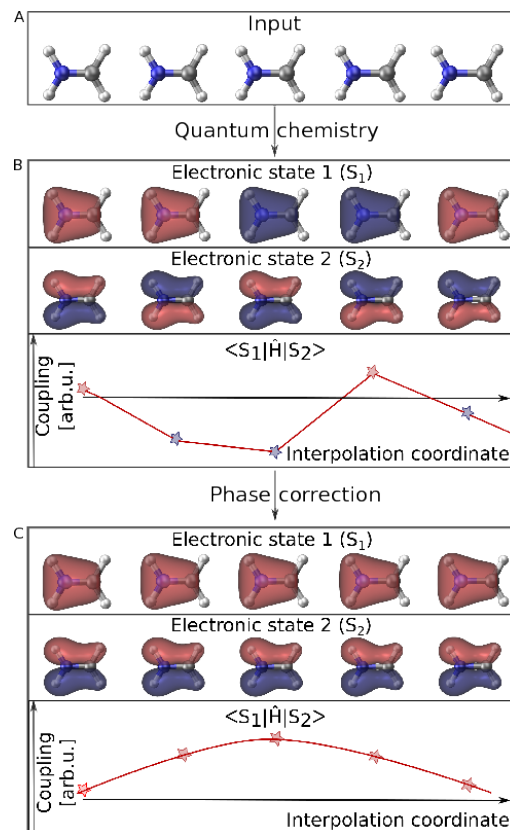 A
Input
Quantum chemistry
B
Electronic state 1 (S₁)
Electronic state 2 (S₂)
<S₁|Ĥ|S₂>
Coupling
[arb.u.]
Interpolation coordinate
Phase correction
C
Electronic state 1 (S₁)
Electronic state 2 (S₂)
<S₁|Ĥ|S₂>
Coupling
[arb.u.]
Interpolation coordinate